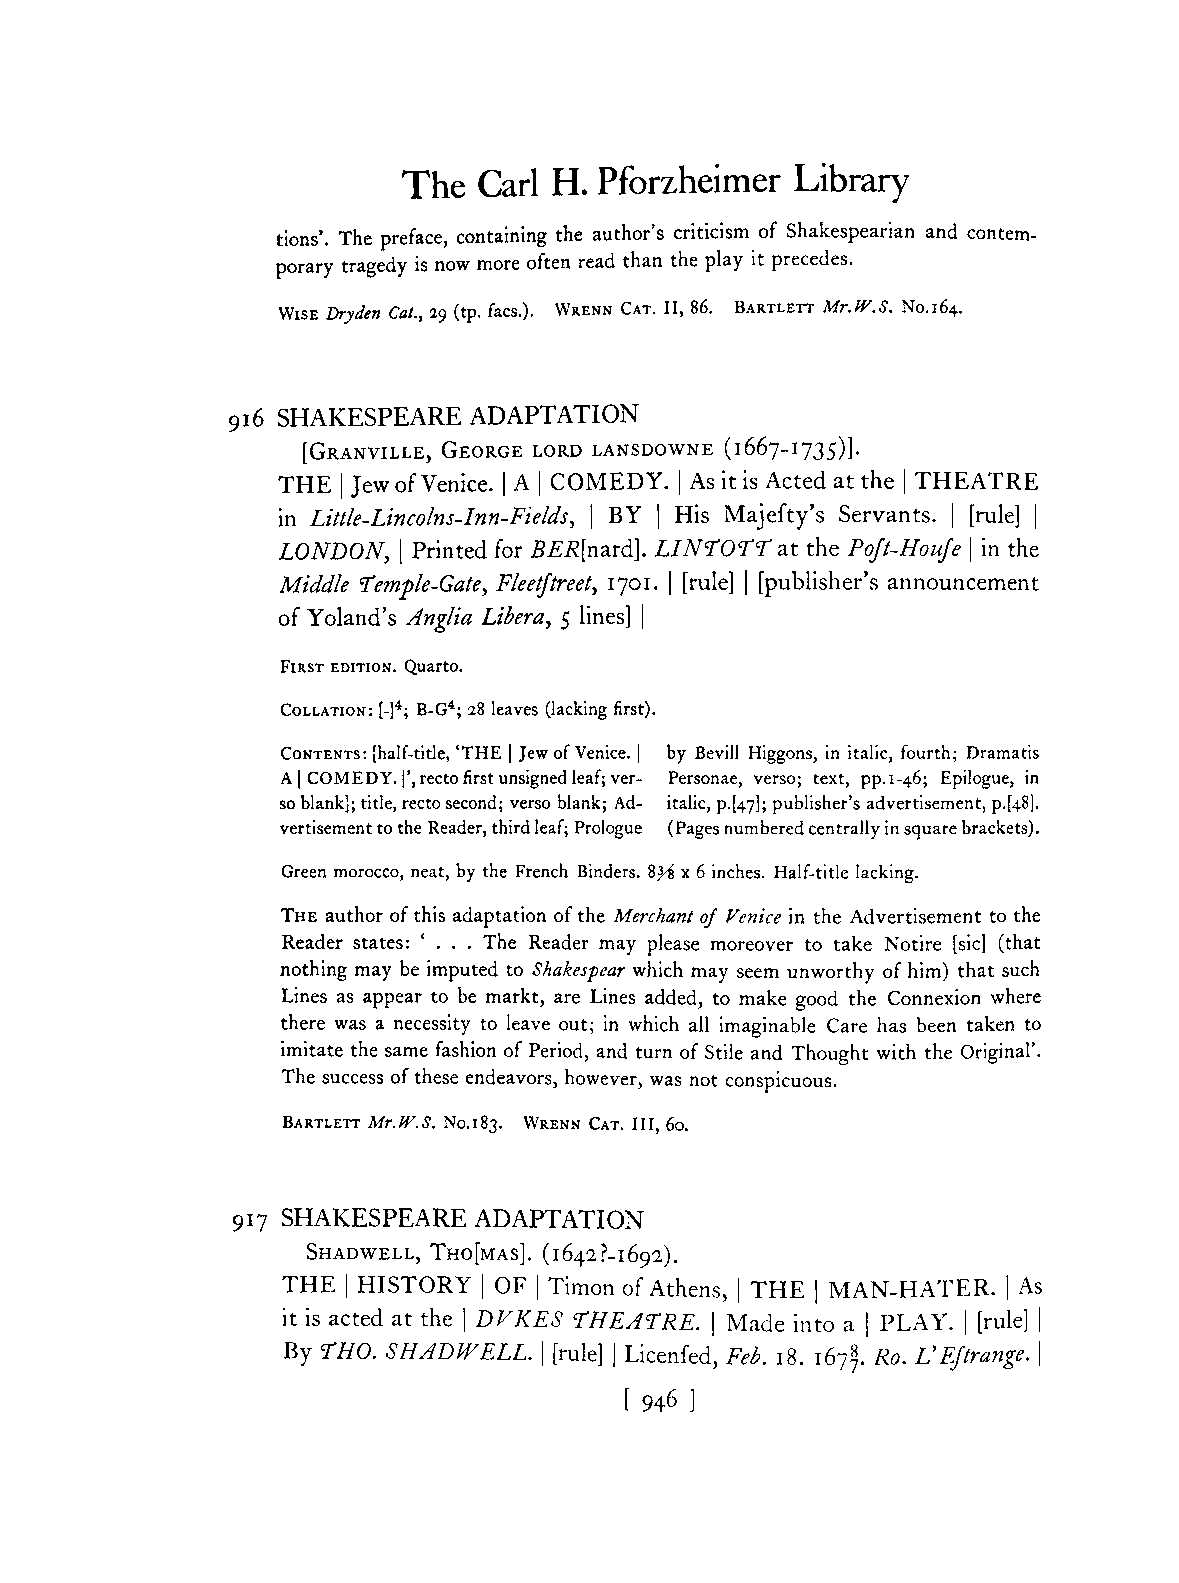 The Carl H. Pforzheimer Library
tions'. The preface, containing the author's criticism of Shakespearian and contem-
porary tragedy is now more often read than the play it precedes.
WISE Dryden Cat., 29 (tp. facs.). WRENN CAT. II, 86. BARTLETT Mr.W.S. No.164.
916 SHAKESPEARE ADAPTATION
[GRANVILLE, GEORGE LORD LANSDOWNE (1667-1735)].
THE | Jew of Venice. | A | COMEDY. | As it is Acted at the | THEATRE
in Little-Lincolns-Inn-Fields, | BY | His Majeſty's Servants. | [rule] |
LONDON, | Printed for BER[nard]. LINTOTT at the Poſt-Houſe | in the
Middle Temple-Gate, Fleetſtreet, 1701. | [rule] | [publisher's announcement
of Yoland's Anglia Libera, 5 lines] |
FIRST EDITION. Quarto.
COLLATION: [-]⁴; B-G⁴; 28 leaves (lacking first).
CONTENTS: [half-title, 'THE | Jew of Venice. |
A | COMEDY. |', recto first unsigned leaf; ver-
so blank]; title, recto second; verso blank; Ad-
vertisement to the Reader, third leaf; Prologue
by Bevill Higgons, in italic, fourth; Dramatis
Personae, verso; text, pp.1-46; Epilogue, in
italic, p.[47]; publisher's advertisement, p.[48].
(Pages numbered centrally in square brackets).
Green morocco, neat, by the French Binders. 8⅜ x 6 inches. Half-title lacking.
THE author of this adaptation of the Merchant of Venice in the Advertisement to the
Reader states: ' . . . The Reader may please moreover to take Notire [sic] (that
nothing may be imputed to Shakespear which may seem unworthy of him) that such
Lines as appear to be markt, are Lines added, to make good the Connexion where
there was a necessity to leave out; in which all imaginable Care has been taken to
imitate the same fashion of Period, and turn of Stile and Thought with the Original'.
The success of these endeavors, however, was not conspicuous.
BARTLETT Mr.W.S. No.183. WRENN CAT. III, 60.
917 SHAKESPEARE ADAPTATION
SHADWELL, THO[MAS]. (1642?-1692).
THE | HISTORY | OF | Timon of Athens, | THE | MAN-HATER. | As
it is acted at the | DVKES THEATRE. | Made into a | PLAY. | [rule] |
By THO. SHADWELL. | [rule] | Licenſed, Feb. 18. 167 8/7. Ro. L'Eſtrange. |
[ 946 ]